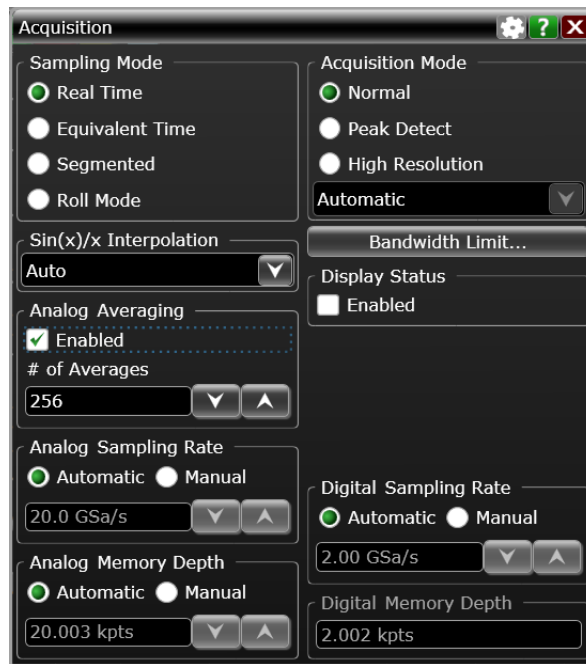 Acquisition
Sampling Mode
Real Time
Equivalent Time
Segmented
Roll Mode
Sin(x)/x Interpolation
Auto
Analog Averaging
Enabled
# of Averages
256
Analog Sampling Rate
Automatic Manual
20.0 GSa/s
Analog Memory Depth
Automatic Manual
20.003 kpts
?
X
Acquisition Mode
Normal
Peak Detect
High Resolution
Automatic
Bandwidth Limit...
Display Status
Enabled
Digital Sampling Rate
Automatic Manual
2.00 GSa/s
Digital Memory Depth
2.002 kpts